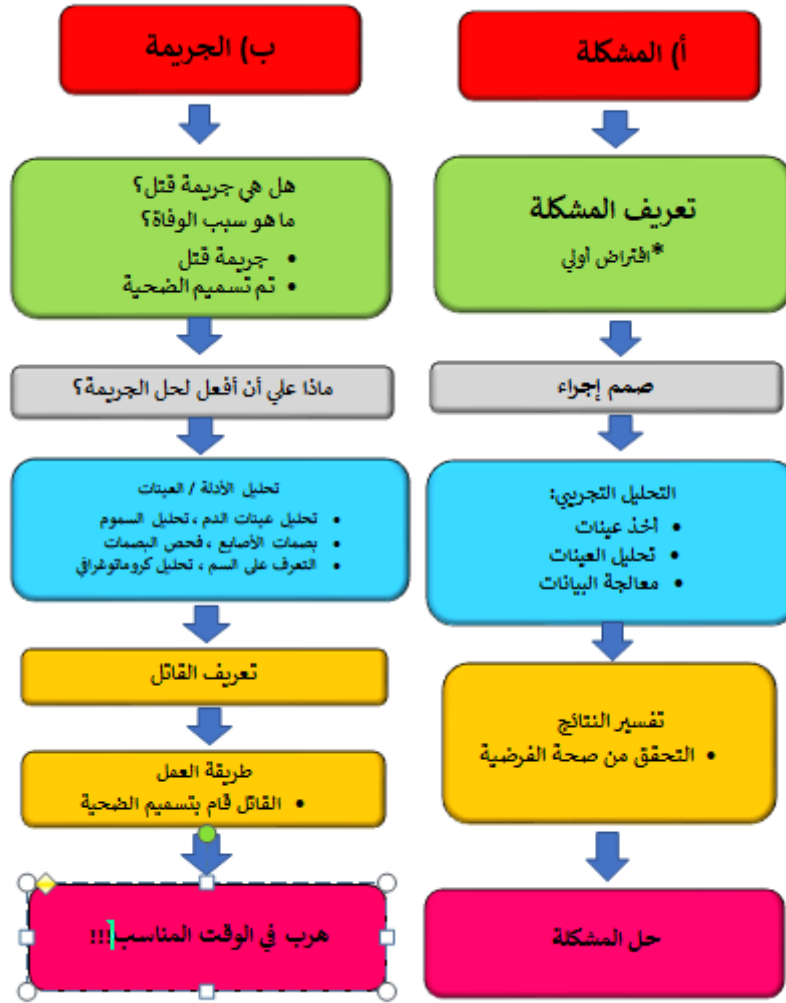 أ) المشكلة
تعريف المشكلة
*افتراض أولي
صمم إجراء
التحليل التجريبي:
• أخذ عينات
• تحليل العينات
• معالجة البيانات
تفسير النتائج
• التحقق من صحة الفرضية
حل المشكلة
ب) الجريمة
هل هي جريمة قتل؟
ما هو سبب الوفاة؟
• جريمة قتل
• تم تسميم الضحية
ماذا علي أن أفعل لحل الجريمة؟
تحليل الأدلة / العينات
• تحليل عينات الدم ، تحليل السموم
• بصمات الأصابع ، فحص البصمات
• التعرف على السم ، تحليل كروماتوغرافي
تعريف القاتل
طريقة العمل
• القاتل قام بتسميم الضحية
هرب في الوقت المناسب!!!